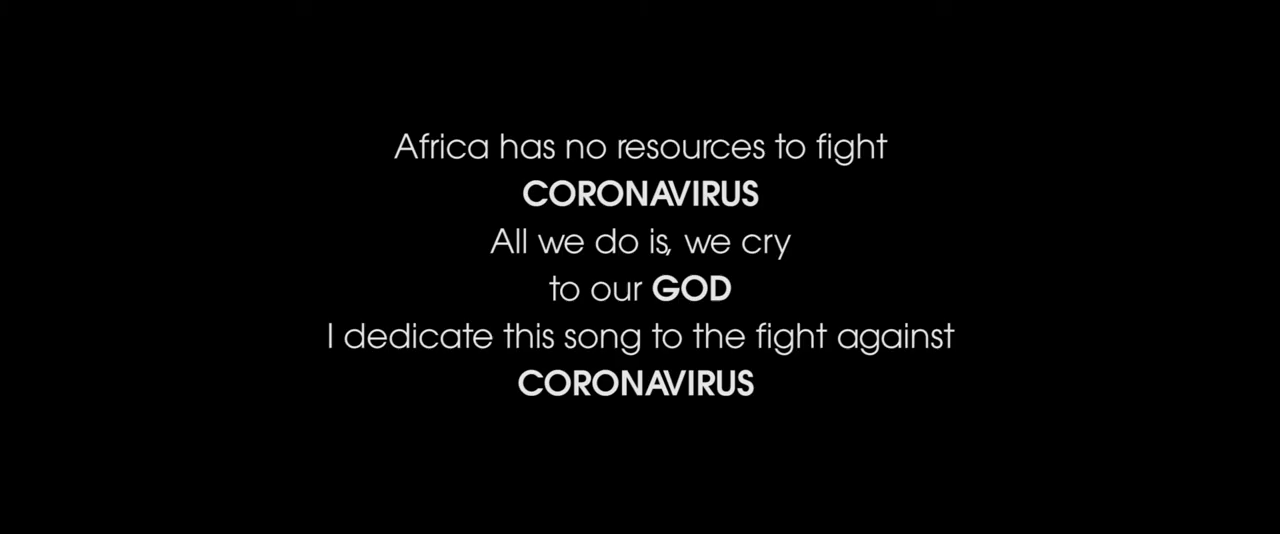 Africa has no resources to fight
CORONAVIRUS
All we do is, we cry
to our GOD
I dedicate this song to the fight against
CORONAVIRUS